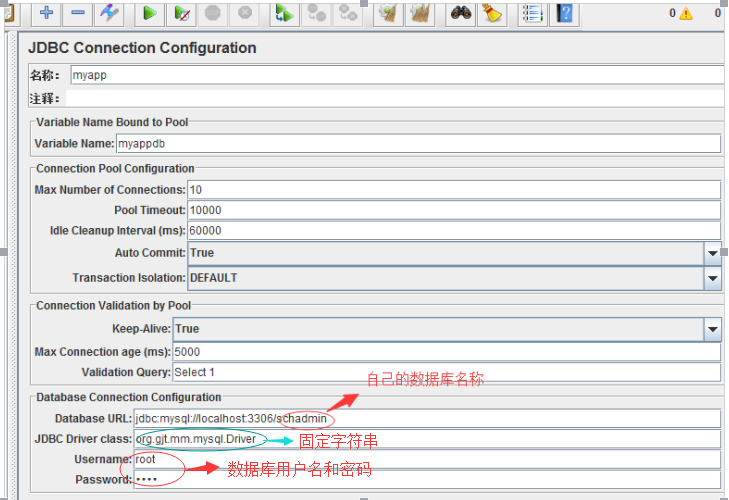 0 0
JDBC Connection Configuration
名称： myapp
注释：
Variable Name Bound to Pool
Variable Name: myappdb
Connection Pool Configuration
Max Number of Connections: 10
Pool Timeout: 10000
Idle Cleanup Interval (ms): 60000
Auto Commit: True
Transaction Isolation: DEFAULT
Connection Validation by Pool
Keep-Alive: True
Max Connection age (ms): 5000
Validation Query: Select 1
自己的数据库名称
Database Connection Configuration
Database URL: jdbc:mysql://localhost:3306/schadmin
JDBC Driver class: org.gjt.mm.mysql.Driver 固定字符串
Username: root
数据库用户名和密码
Password: ••••